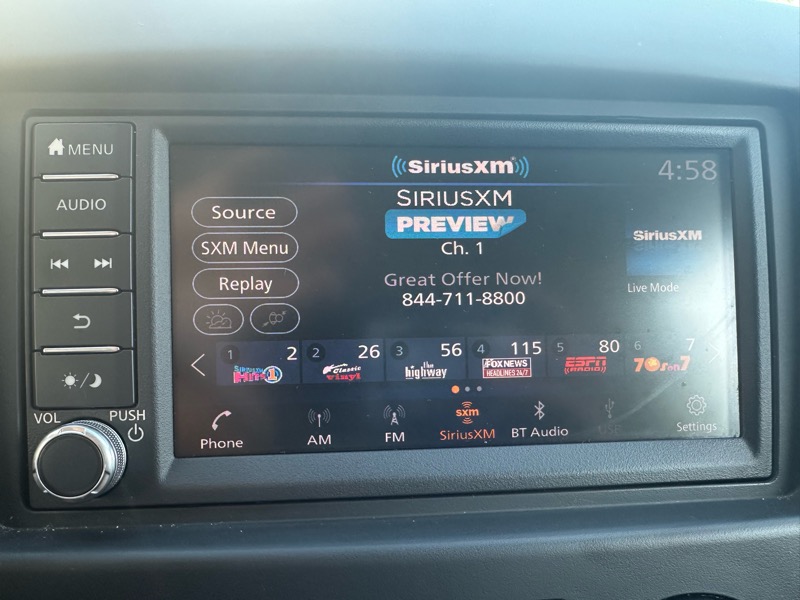 MENU
AUDIO
VOL
PUSH
SiriusXM
4:58
Source
SXM Menu
Replay
SIRIUSXM
PREVIEW
Ch. 1
Great Offer Now!
844-711-8800
SiriusXM
Live Mode
1 2
SiriusXM
Hits 1
2 26
Classic
vinyl
3 56
the
highway
4 115
FOX NEWS
HEADLINES 24/7
5 80
ESPN
RADIO
6 7
70s on 7
Phone
AM
FM
sxm
SiriusXM
BT Audio
USB
Settings